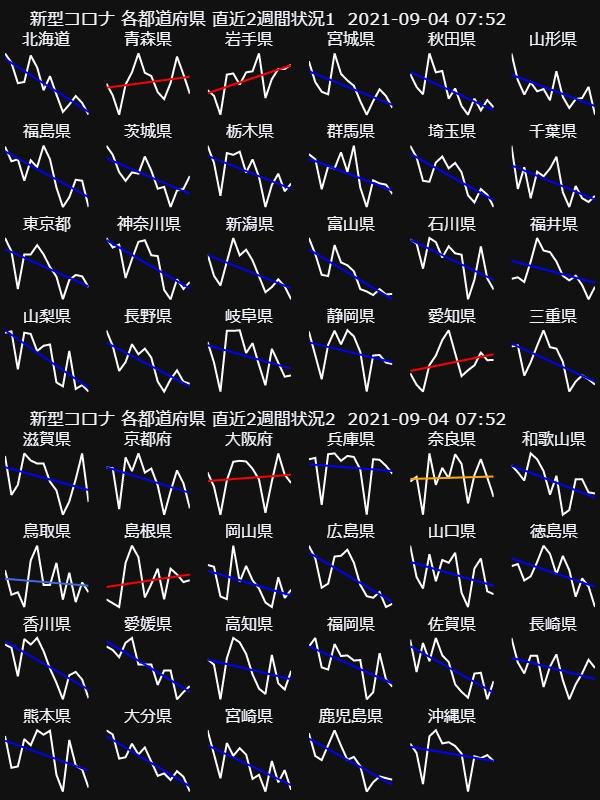 新型コロナ 各都道府県 直近2週間状況1 2021-09-04 07:52
北海道 青森県 岩手県 宮城県 秋田県 山形県
福島県 茨城県 栃木県 群馬県 埼玉県 千葉県
東京都 神奈川県 新潟県 富山県 石川県 福井県
山梨県 長野県 岐阜県 静岡県 愛知県 三重県
新型コロナ 各都道府県 直近2週間状況2 2021-09-04 07:52
滋賀県 京都府 大阪府 兵庫県 奈良県 和歌山県
鳥取県 島根県 岡山県 広島県 山口県 徳島県
香川県 愛媛県 高知県 福岡県 佐賀県 長崎県
熊本県 大分県 宮崎県 鹿児島県 沖縄県